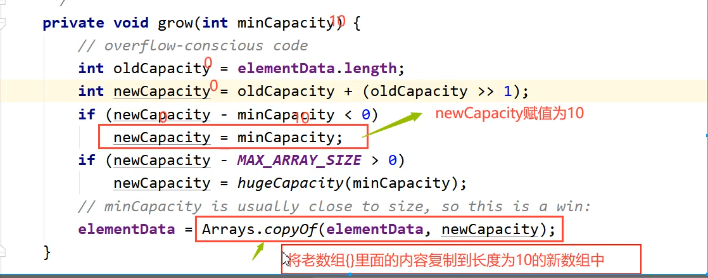 private void grow(int minCapacity) { 10
// overflow-conscious code
int oldCapacity = elementData.length; 0
int newCapacity = oldCapacity + (oldCapacity >> 1); 0
if (newCapacity - minCapacity < 0) 0 10
newCapacity = minCapacity; newCapacity赋值为10
if (newCapacity - MAX_ARRAY_SIZE > 0)
newCapacity = hugeCapacity(minCapacity);
// minCapacity is usually close to size, so this is a win:
elementData = Arrays.copyOf(elementData, newCapacity);
将老数组{}里面的内容复制到长度为10的新数组中
}